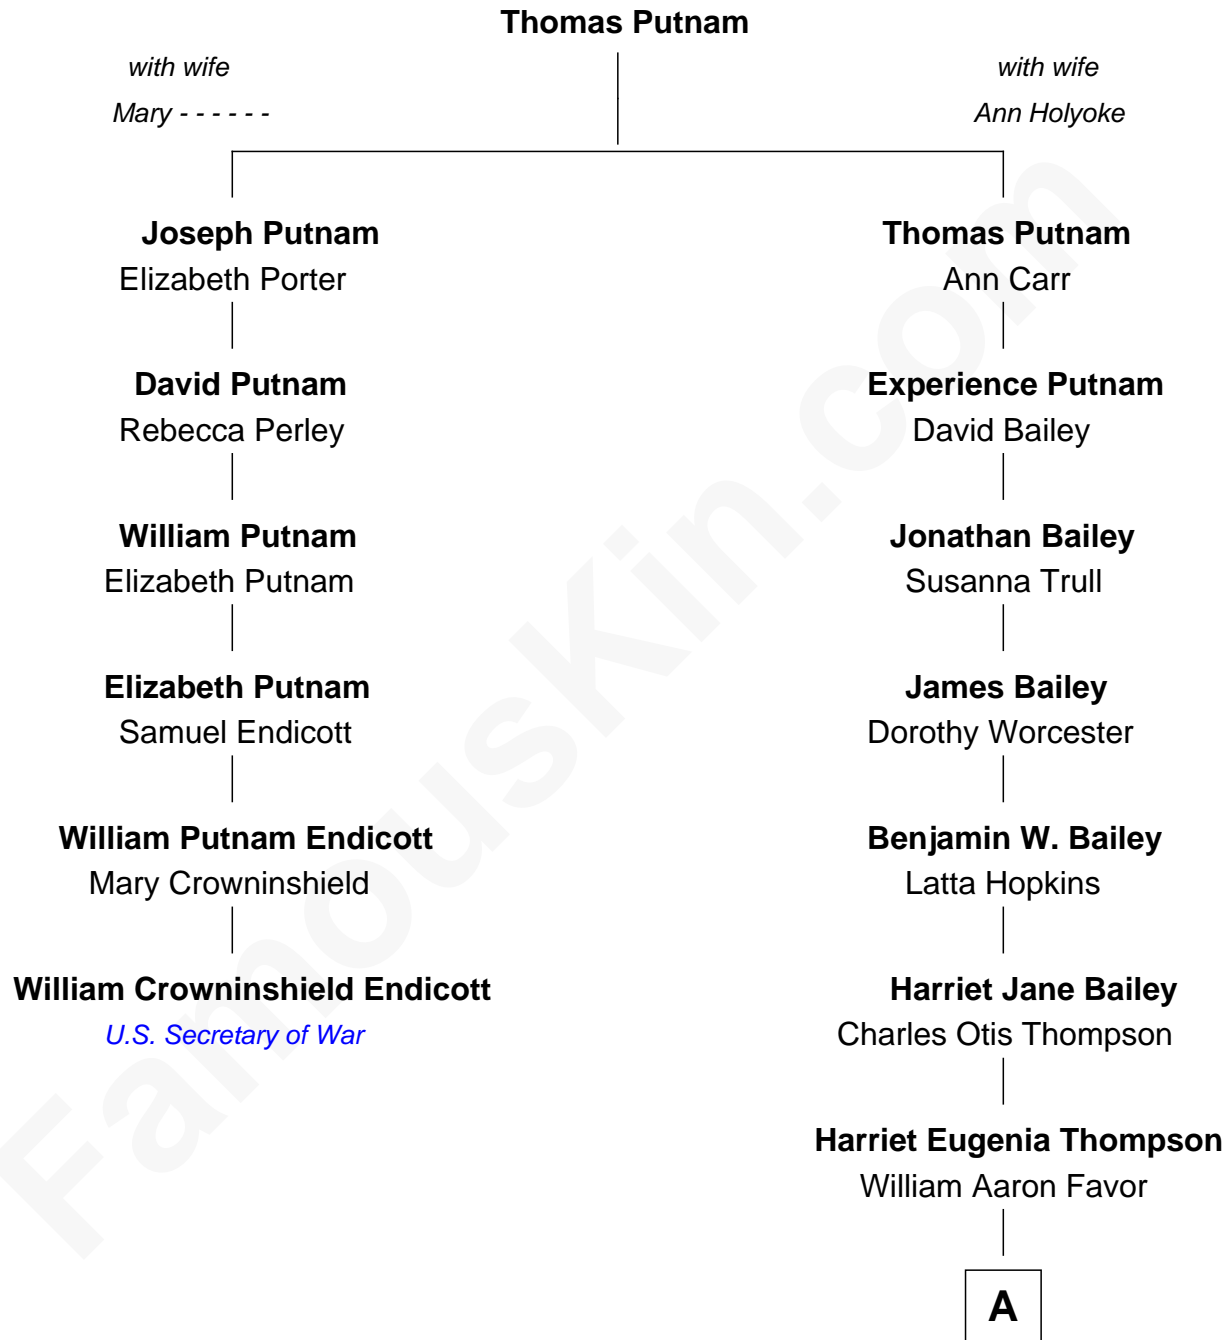 Thomas Putnam
with wife
Mary - - - - - -
with wife
Ann Holyoke
Joseph Putnam
Elizabeth Porter
David Putnam
Rebecca Perley
William Putnam
Elizabeth Putnam
Elizabeth Putnam
Samuel Endicott
William Putnam Endicott
Mary Crowninshield
William Crowninshield Endicott
U.S. Secretary of War
Thomas Putnam
Ann Carr
Experience Putnam
David Bailey
Jonathan Bailey
Susanna Trull
James Bailey
Dorothy Worcester
Benjamin W. Bailey
Latta Hopkins
Harriet Jane Bailey
Charles Otis Thompson
Harriet Eugenia Thompson
William Aaron Favor
A
FamousKin.com